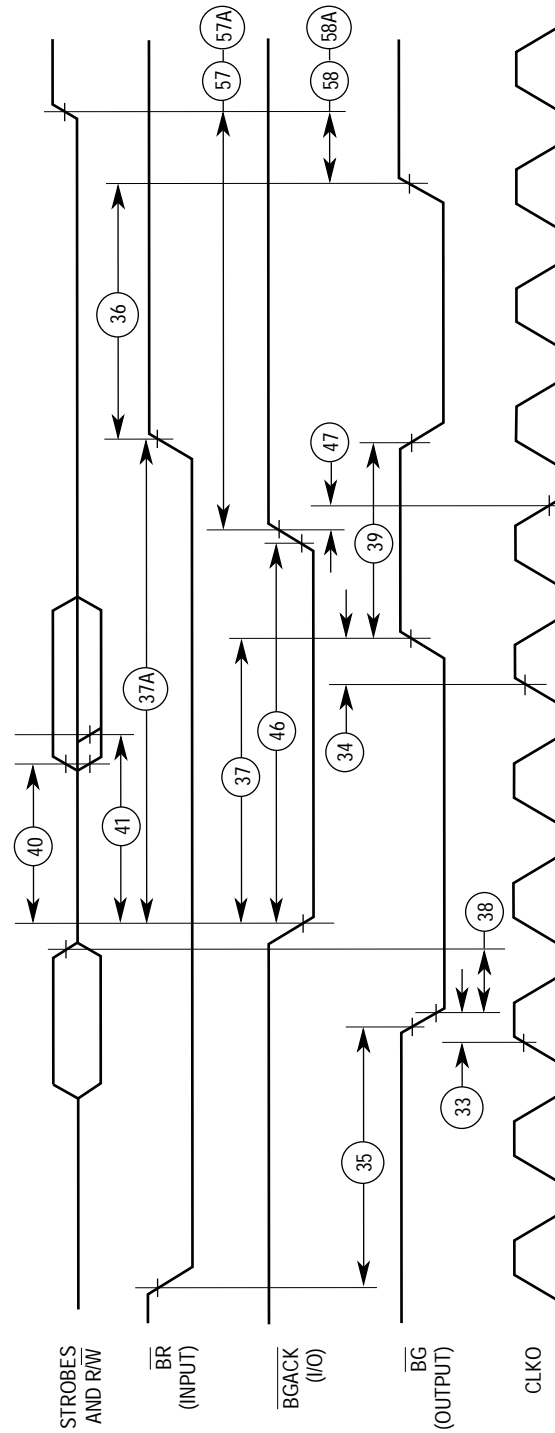 STROBES
AND R/W
BR
(INPUT)
BGACK
(I/O)
BG
(OUTPUT)
CLKO
40
41
36
37A
57
57A
37
46
47
58
58A
34
39
35
33
38